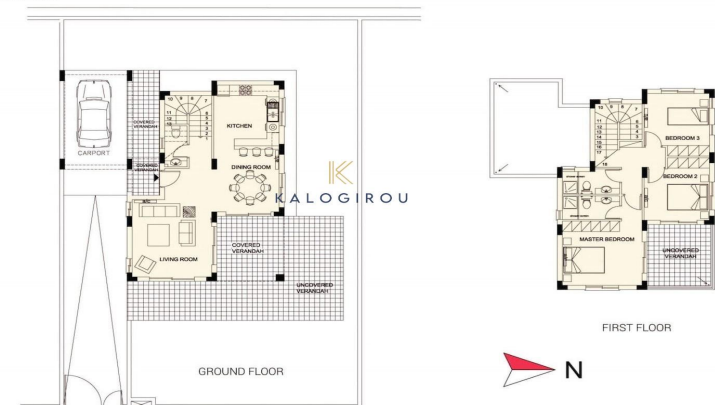 KITCHEN
COVERED
VERANDAH
CARPORT
COVERED
VERANDAH
DINING ROOM
KALOGIROU
COVERED
VERANDAH
LIVING ROOM
UNCOVERED
VERANDAH
GROUND FLOOR
BEDROOM 3
BEDROOM 2
MASTER BEDROOM
UNCOVERED
VERANDAH
FIRST FLOOR
N